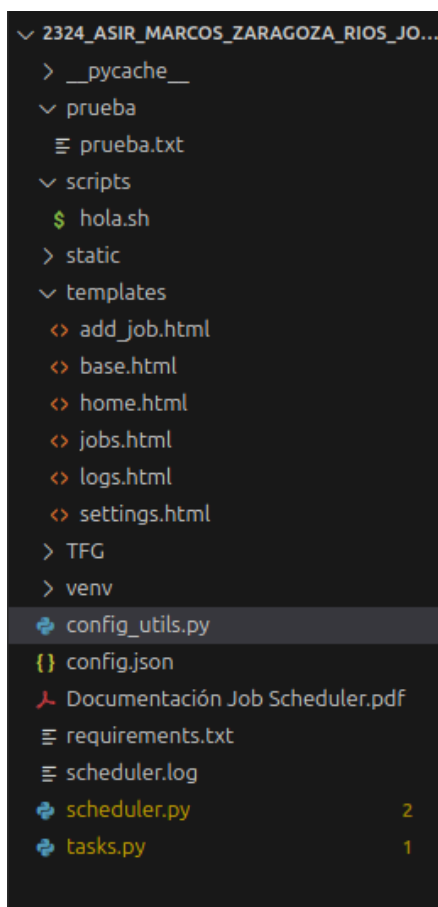 2324_ASIR_MARCOS_ZARAGOZA_RIOS_JO...
__pycache__
prueba
prueba.txt
scripts
$ hola.sh
static
templates
<> add_job.html
<> base.html
<> home.html
<> jobs.html
<> logs.html
<> settings.html
TFG
venv
config_utils.py
{} config.json
Documentación Job Scheduler.pdf
requirements.txt
scheduler.log
scheduler.py 2
tasks.py 1